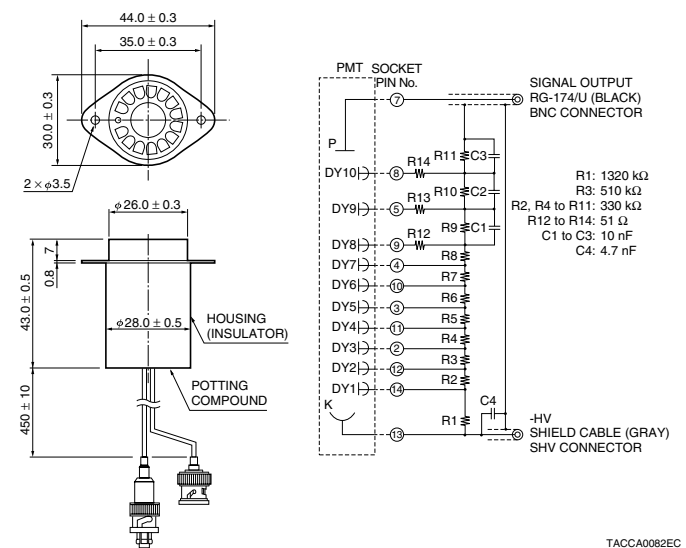 44.0 ± 0.3
35.0 ± 0.3
30.0 ± 0.3
2 × φ3.5
φ26.0 ± 0.3
7
0.8
43.0 ± 0.5
φ28.0 ± 0.5
HOUSING
(INSULATOR)
POTTING
COMPOUND
450 ± 10
PMT
SOCKET
PIN No.
7
SIGNAL OUTPUT
RG-174/U (BLACK)
BNC CONNECTOR
P
R11
C3
DY10
8
R14
R10
C2
DY9
5
R13
R9
C1
DY8
9
R12
R8
DY7
4
R7
DY6
10
R6
DY5
3
R5
DY4
11
R4
DY3
2
R3
DY2
12
R2
DY1
14
K
R1
C4
13
-HV
SHIELD CABLE (GRAY)
SHV CONNECTOR
R1: 1320 kΩ
R3: 510 kΩ
R2, R4 to R11: 330 kΩ
R12 to R14: 51 Ω
C1 to C3: 10 nF
C4: 4.7 nF
TACCA0082EC